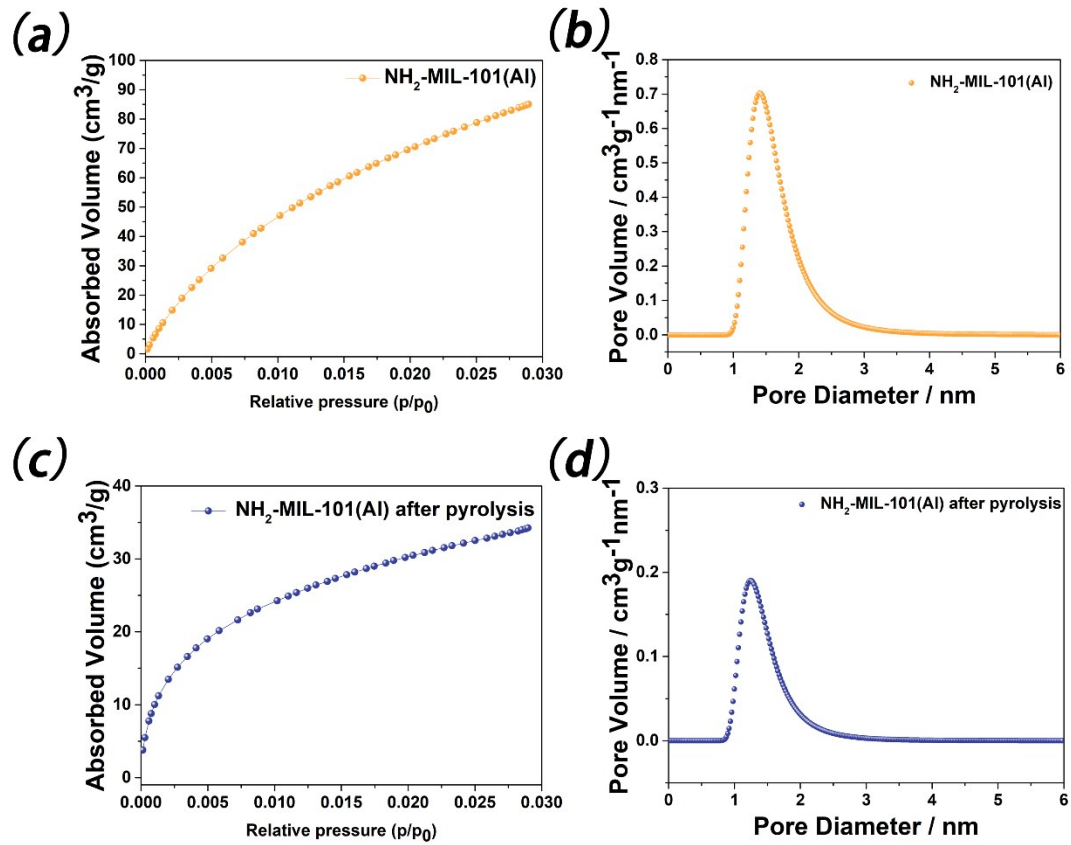 (a)
NH2-MIL-101(Al)
Absorbed Volume (cm3/g)
100
90
80
70
60
50
40
30
20
10
0
0.000 0.005 0.010 0.015 0.020 0.025 0.030
Relative pressure (p/p0)
(b)
NH2-MIL-101(Al)
Pore Volume / cm3g-1nm-1
0.7
0.6
0.5
0.4
0.3
0.2
0.1
0.0
0 1 2 3 4 5 6
Pore Diameter / nm
(c)
NH2-MIL-101(Al) after pyrolysis
Absorbed Volume (cm3/g)
40
30
20
10
0
0.000 0.005 0.010 0.015 0.020 0.025 0.030
Relative pressure (p/p0)
(d)
NH2-MIL-101(Al) after pyrolysis
Pore Volume / cm3g-1nm-1
0.3
0.2
0.1
0.0
0 1 2 3 4 5 6
Pore Diameter / nm